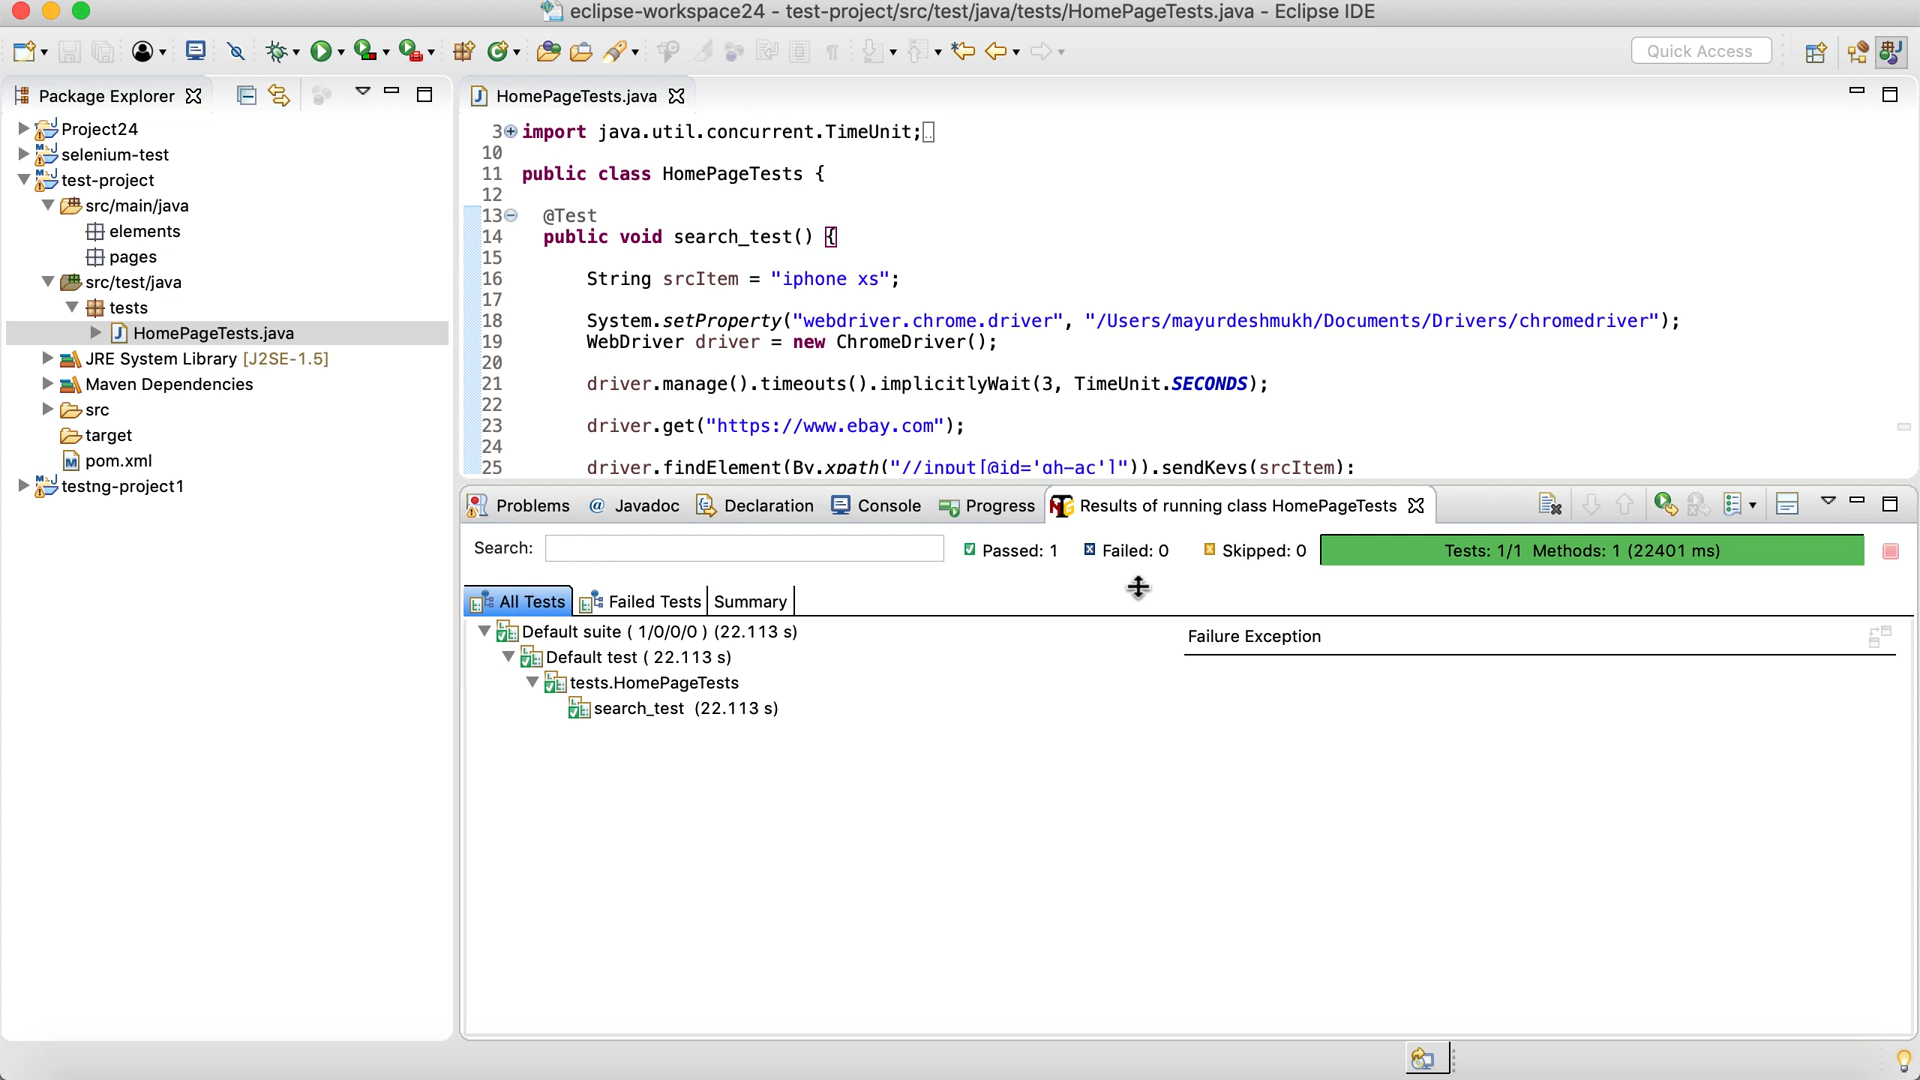 eclipse-workspace24 - test-project/src/test/java/tests/HomePageTests.java - Eclipse IDE
Quick Access
Package Explorer
Project24
selenium-test
test-project
src/main/java
elements
pages
src/test/java
tests
HomePageTests.java
JRE System Library [J2SE-1.5]
Maven Dependencies
src
target
pom.xml
testng-project1
HomePageTests.java
3 import java.util.concurrent.TimeUnit;
10
11 public class HomePageTests {
12
13 @Test
14 public void search_test() {
15
16 String srcItem = "iphone xs";
17
18 System.setProperty("webdriver.chrome.driver", "/Users/mayurdeshmukh/Documents/Drivers/chromedriver");
19 WebDriver driver = new ChromeDriver();
20
21 driver.manage().timeouts().implicitlyWait(3, TimeUnit.SECONDS);
22
23 driver.get("https://www.ebay.com");
24
25 driver.findElement(By.xpath("//input[@id='gh-ac']")).sendKeys(srcItem);
Problems @ Javadoc Declaration Console Progress Results of running class HomePageTests
Search: Passed: 1 Failed: 0 Skipped: 0 Tests: 1/1 Methods: 1 (22401 ms)
All Tests Failed Tests Summary
Default suite ( 1/0/0/0 ) (22.113 s)
Failure Exception
Default test ( 22.113 s)
tests.HomePageTests
search_test (22.113 s)